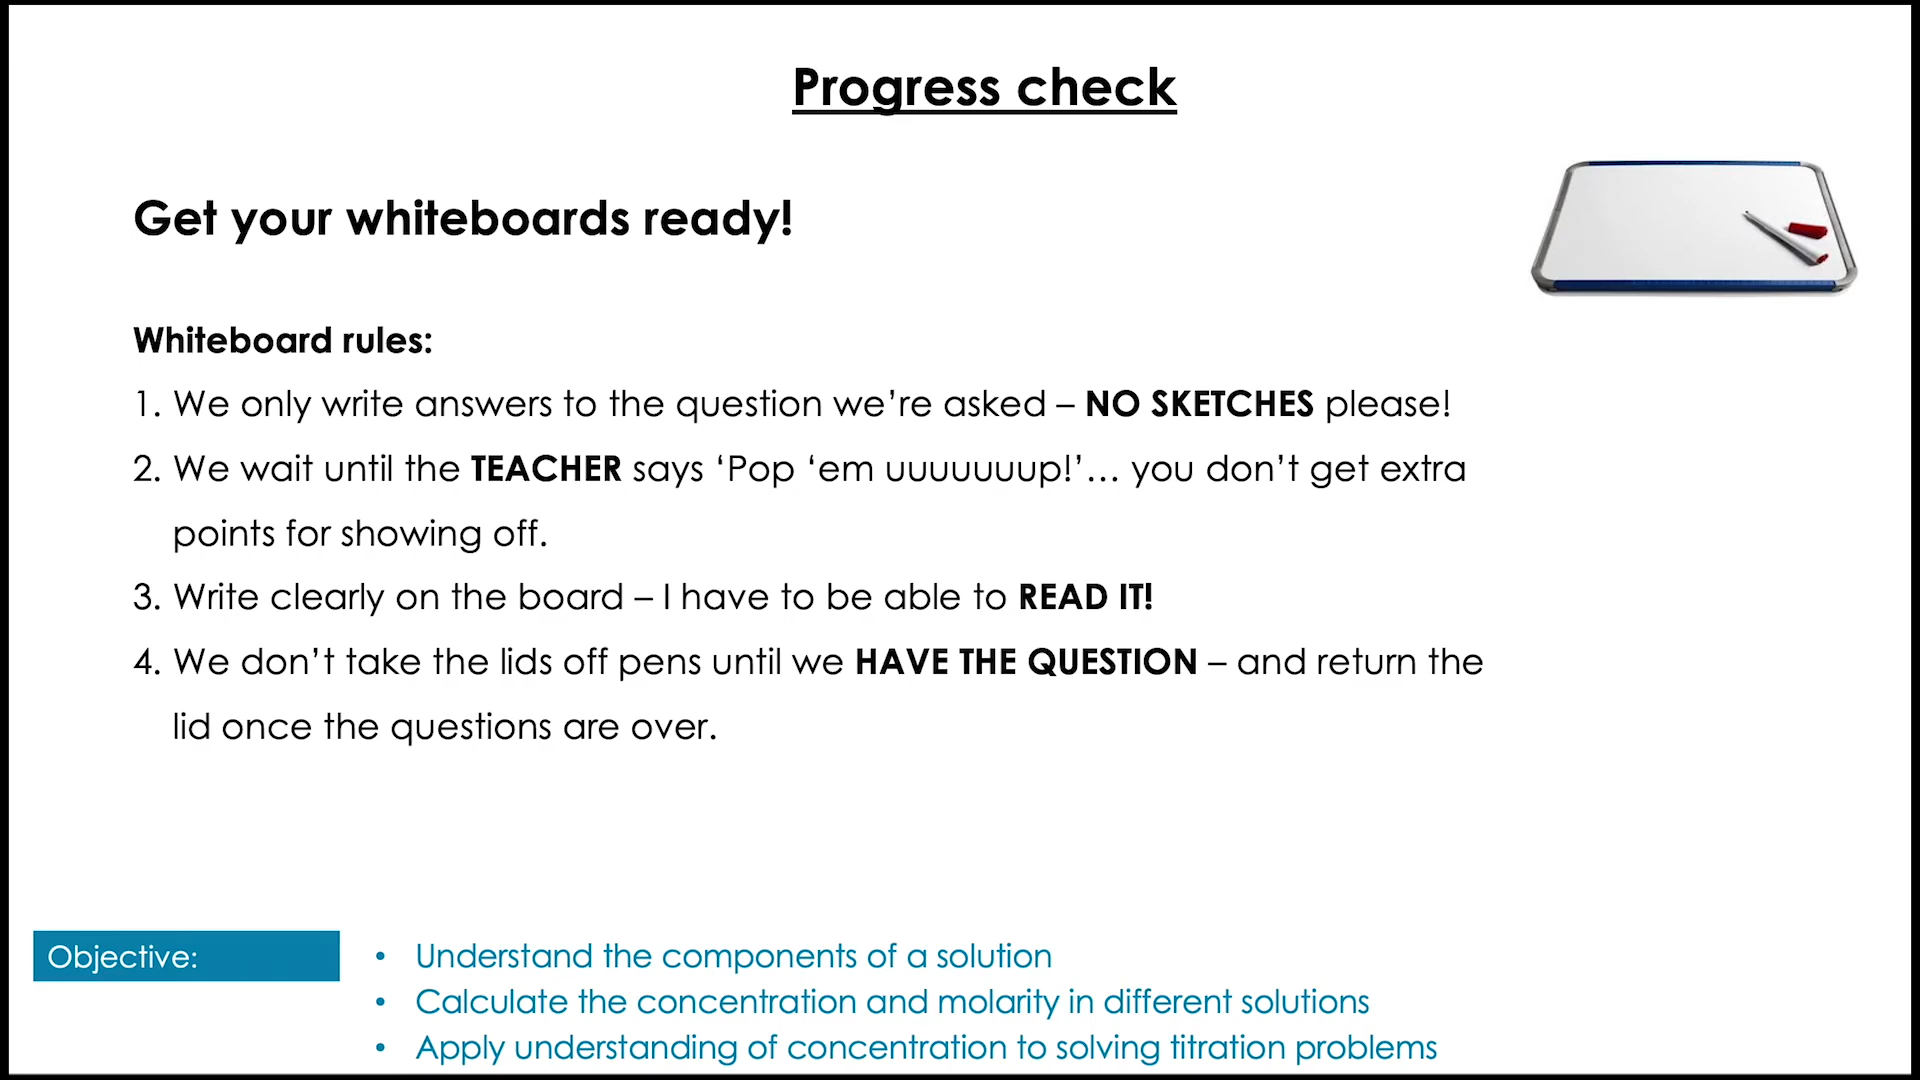 Progress check
Get your whiteboards ready!
Whiteboard rules:
1. We only write answers to the question we’re asked – NO SKETCHES please!
2. We wait until the TEACHER says ‘Pop ‘em uuuuuuup!’… you don’t get extra
points for showing off.
3. Write clearly on the board – I have to be able to READ IT!
4. We don’t take the lids off pens until we HAVE THE QUESTION – and return the
lid once the questions are over.
Objective:
• Understand the components of a solution
• Calculate the concentration and molarity in different solutions
• Apply understanding of concentration to solving titration problems